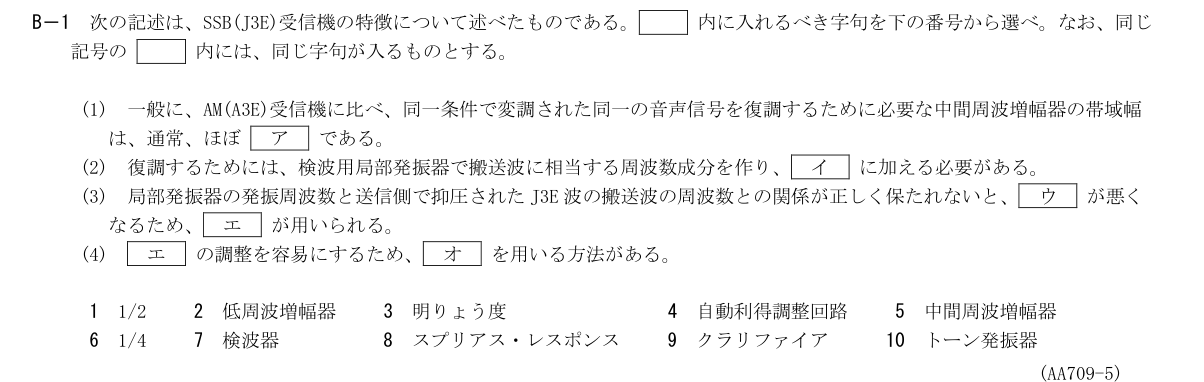 B－1　次の記述は、SSB(J3E)受信機の特徴について述べたものである。□内に入れるべき字句を下の番号から選べ。なお、同じ
記号の□内には、同じ字句が入るものとする。
(1)　一般に、AM(A3E)受信機に比べ、同一条件で変調された同一の音声信号を復調するために必要な中間周波増幅器の帯域幅
は、通常、ほぼ ア である。
(2)　復調するためには、検波用局部発振器で搬送波に相当する周波数成分を作り、 イ に加える必要がある。
(3)　局部発振器の発振周波数と送信側で抑圧された J3E 波の搬送波の周波数との関係が正しく保たれないと、 ウ が悪く
なるため、 エ が用いられる。
(4)　 エ の調整を容易にするため、 オ を用いる方法がある。
1　1/2　2　低周波増幅器　3　明りょう度　4　自動利得調整回路　5　中間周波増幅器
6　1/4　7　検波器　8　スプリアス・レスポンス　9　クラリファイア　10　トーン発振器
(AA709-5)